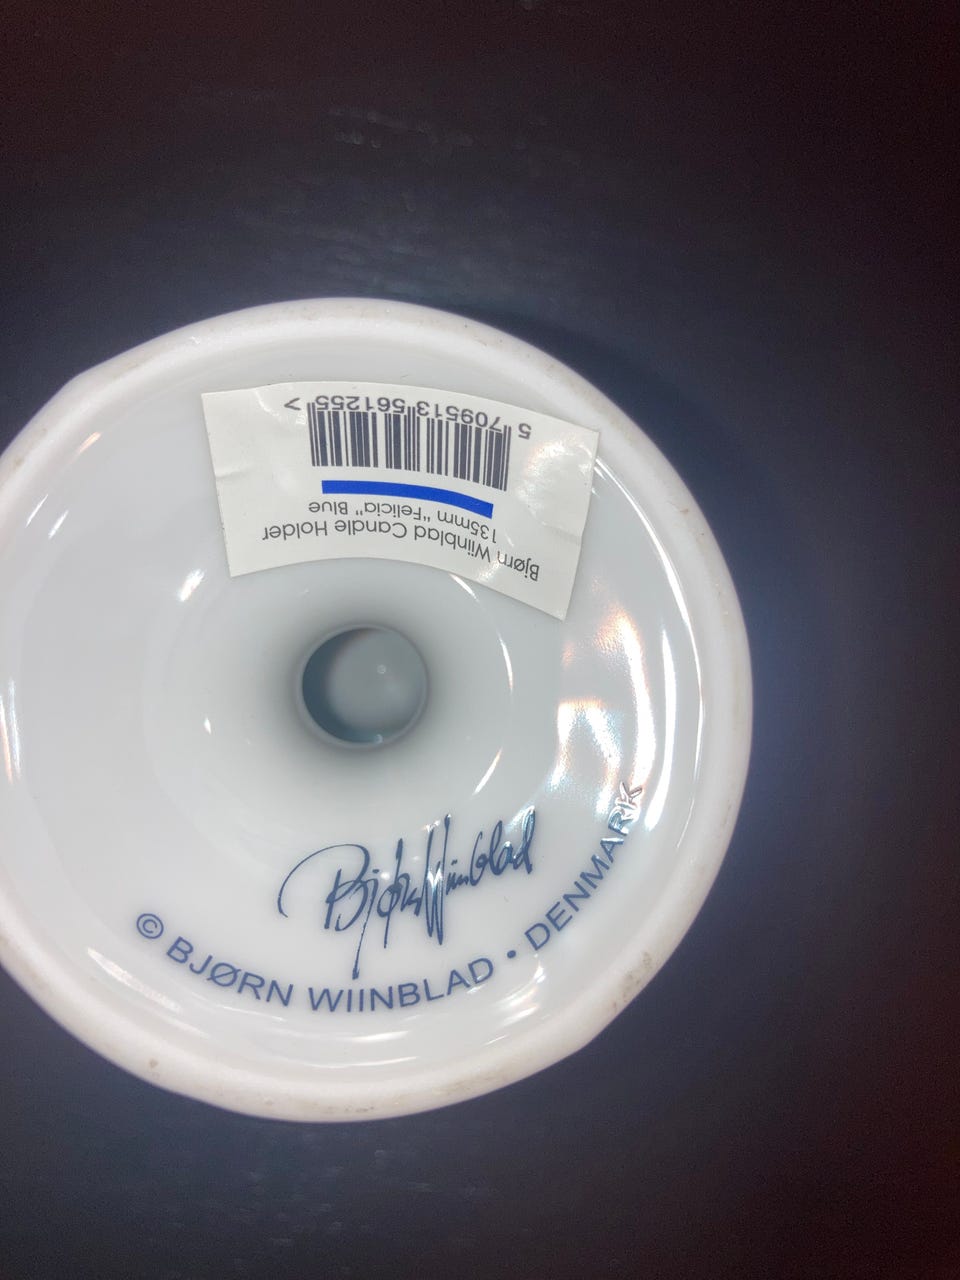 Bjørn Wiinblad Candle Holder
135mm "Felicia" Blue
5 709513 561255 >
Bjørn Wiinblad
© BJØRN WIINBLAD • DENMARK